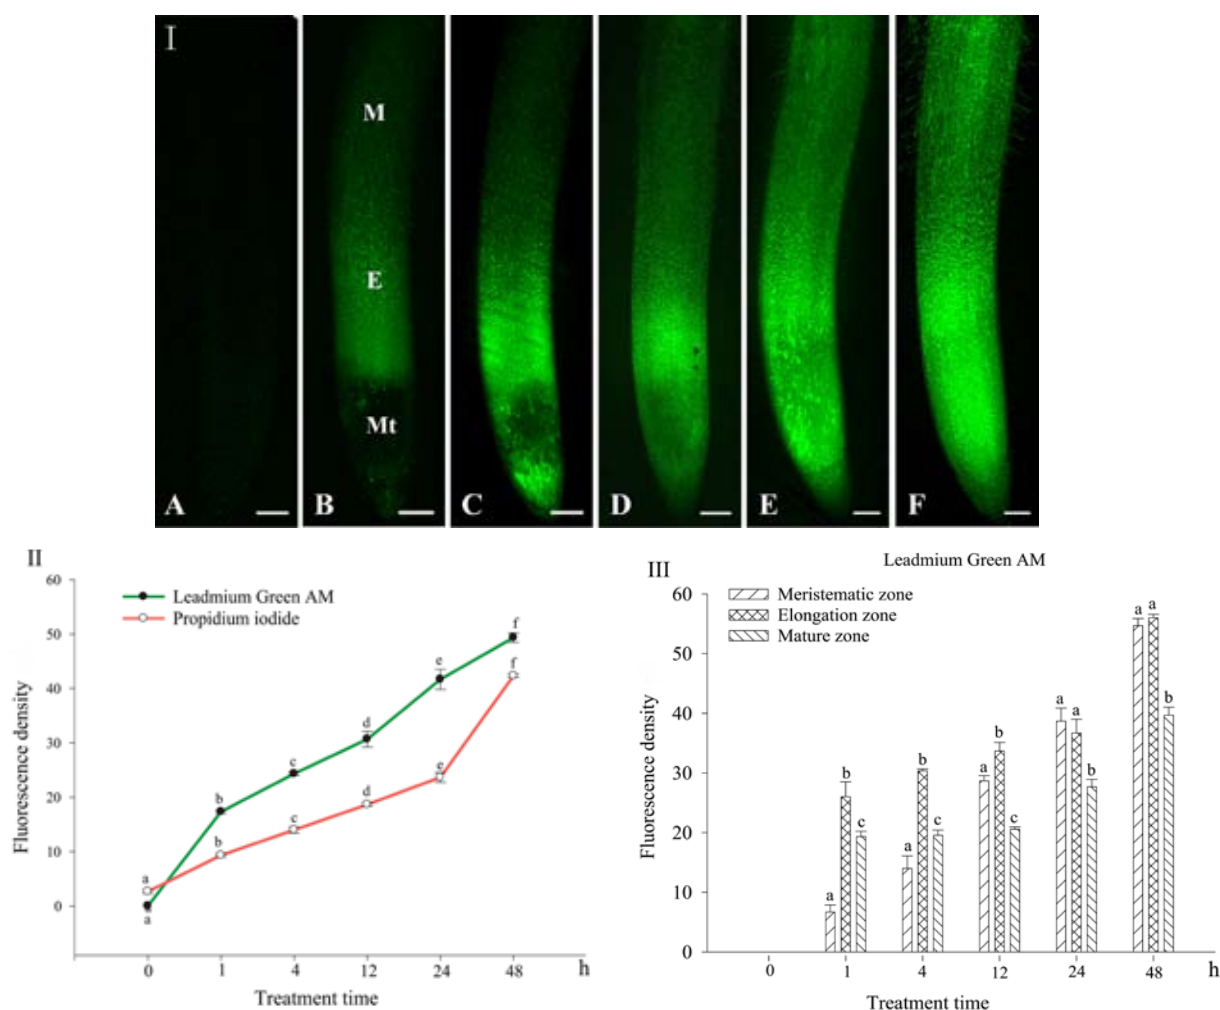 I
M
E
Mt
A
B
C
D
E
F
II
60
50
40
30
20
10
0
Fluorescence density
Leadmium Green AM
Propidium iodide
a
a
b
b
c
c
d
d
e
e
f
f
0 1 4 12 24 48 h
Treatment time
III
Leadmium Green AM
Meristematic zone
Elongation zone
Mature zone
60
50
40
30
20
10
0
Fluorescence density
a b c
a b c
a b c
a a b
a a b
0 1 4 12 24 48 h
Treatment time